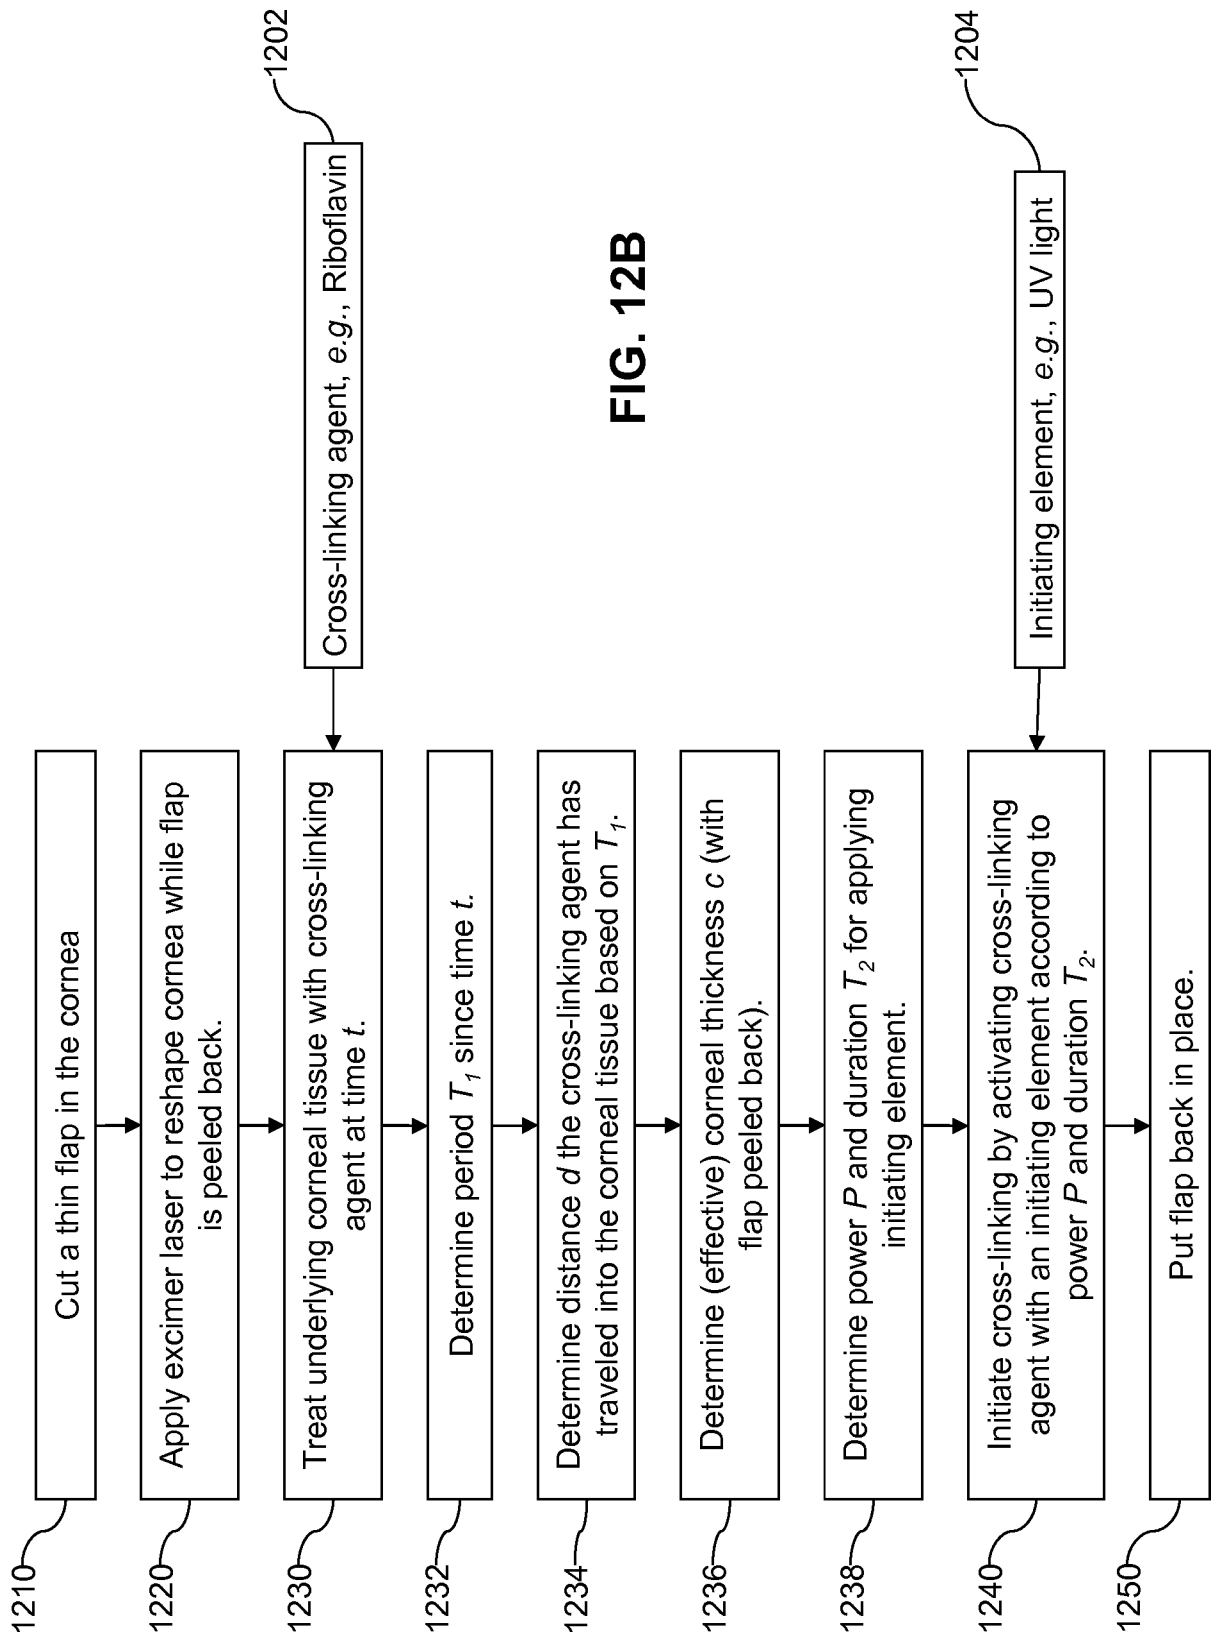 1210
Cut a thin flap in the cornea
1220
Apply excimer laser to reshape cornea while flap
is peeled back.
1230
Treat underlying corneal tissue with cross-linking
agent at time t.
Cross-linking agent, e.g., Riboflavin
1202
1232
Determine period T₁ since time t.
1234
Determine distance d the cross-linking agent has
traveled into the corneal tissue based on T₁.
1236
Determine (effective) corneal thickness c (with
flap peeled back).
1238
Determine power P and duration T₂ for applying
initiating element.
1240
Initiate cross-linking by activating cross-linking
agent with an initiating element according to
power P and duration T₂.
Initiating element, e.g., UV light
1204
1250
Put flap back in place.
FIG. 12B